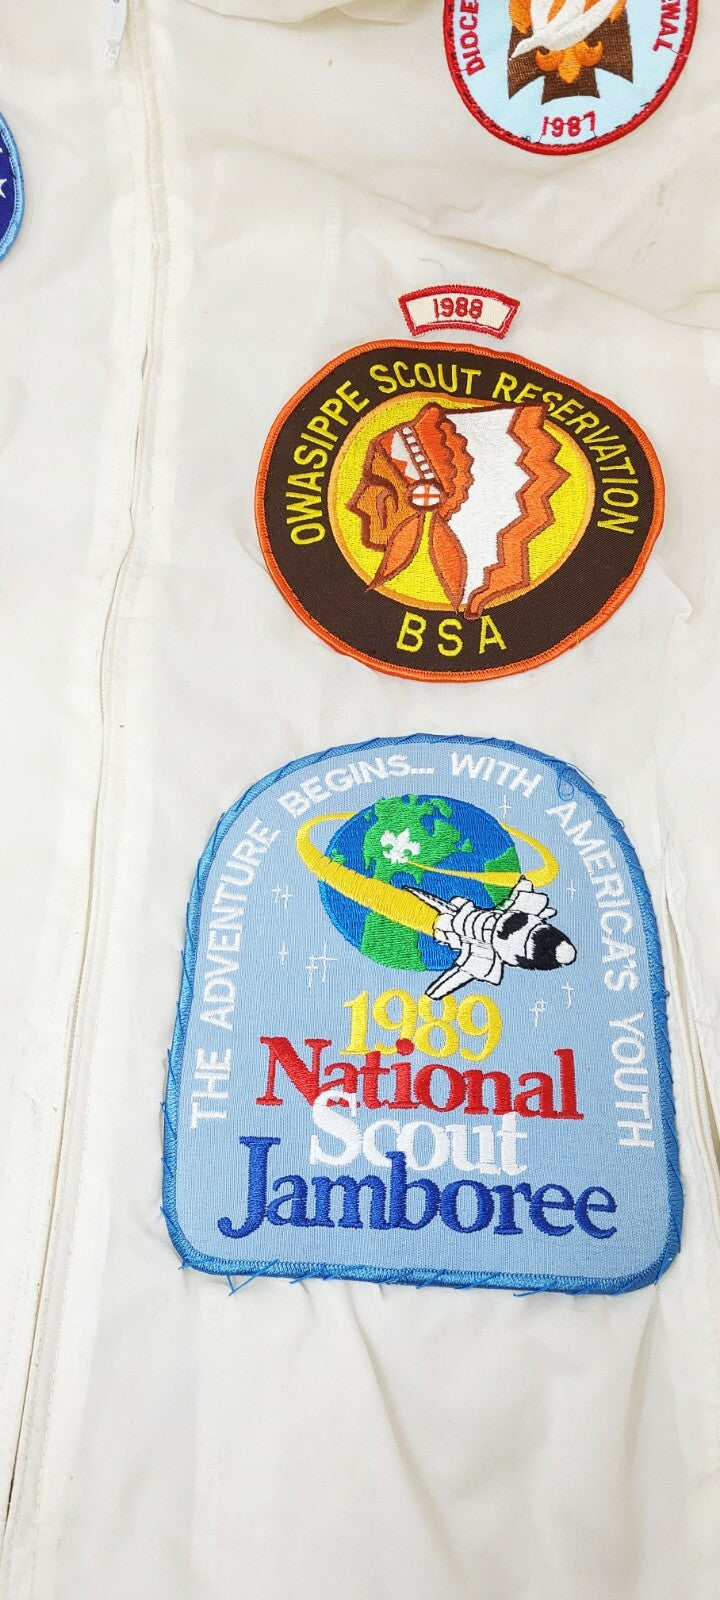 1987
1988
OWASIPPE SCOUT RESERVATION
BSA
THE ADVENTURE BEGINS... WITH AMERICA'S YOUTH
1989
National
Scout
Jamboree